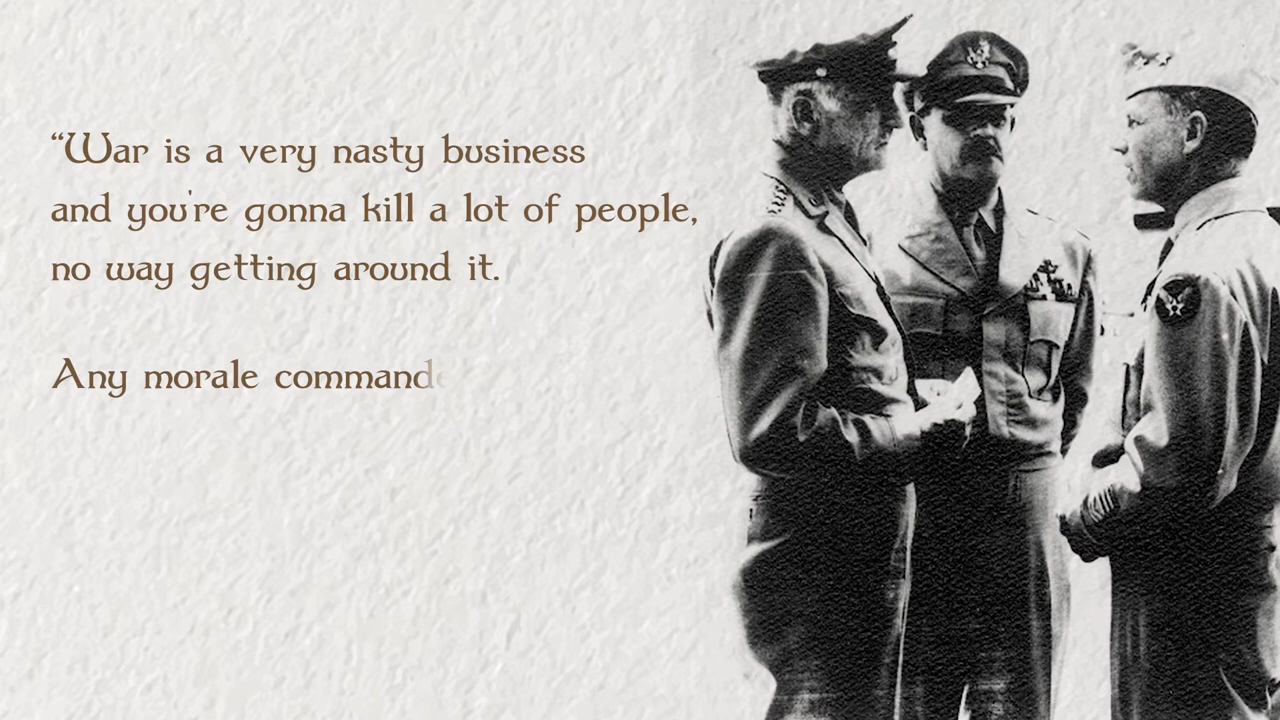 “War is a very nasty business
and you're gonna kill a lot of people,
no way getting around it.
Any morale command